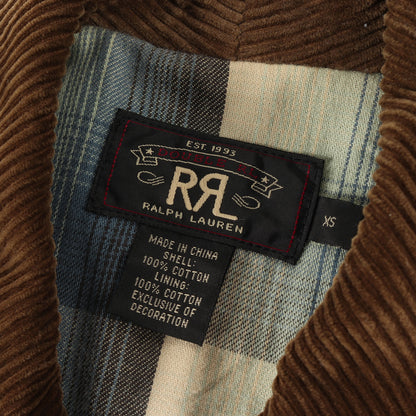 EST. 1993
RRL
RALPH LAUREN
XS
MADE IN CHINA
SHELL:
100% COTTON
LINING:
100% COTTON
EXCLUSIVE OF
DECORATION